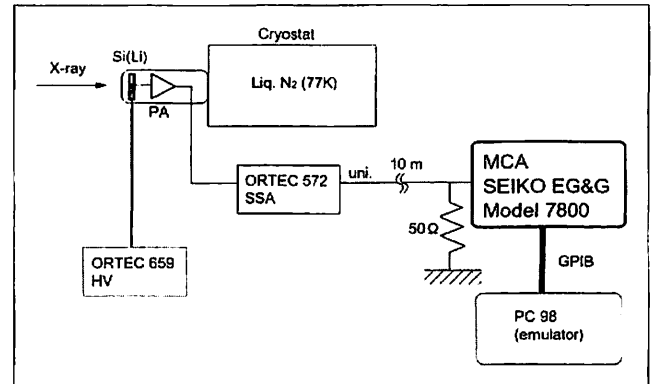 Cryostat
Si(Li)
X-ray
Liq. N₂ (77K)
PA
ORTEC 572
SSA
uni.
10 m
MCA
SEIKO EG&G
Model 7800
50Ω
ORTEC 659
HV
GPIB
PC 98
(emulator)